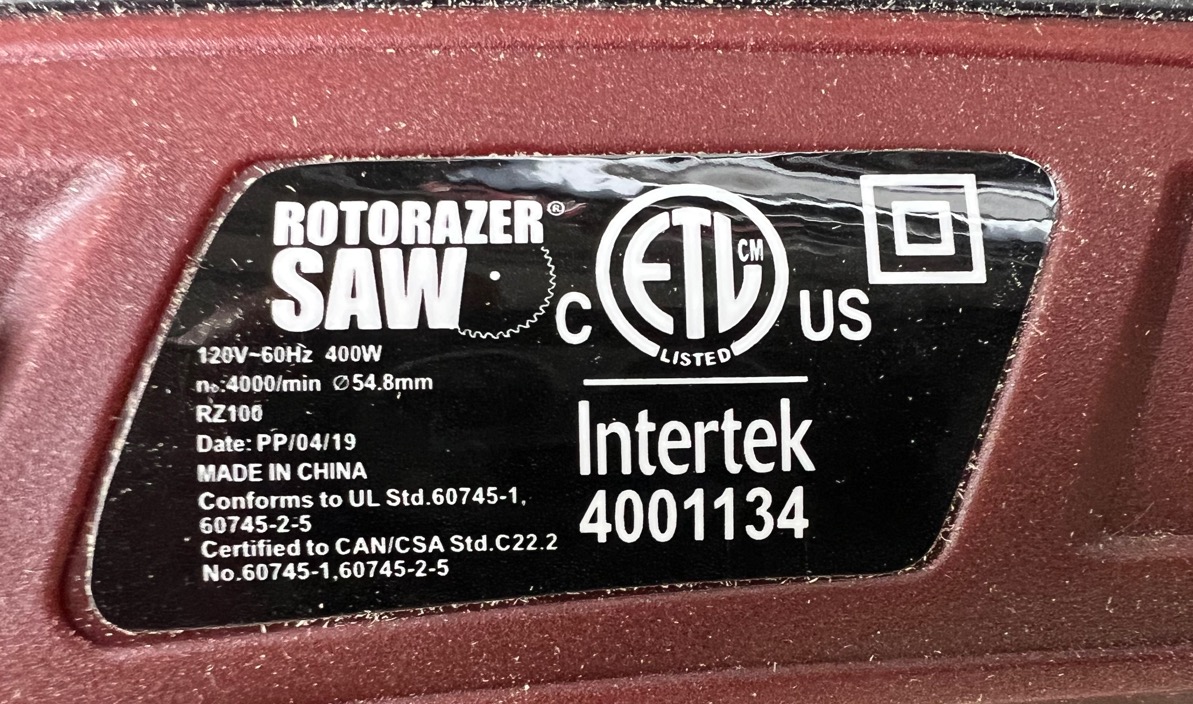 ROTORAZER®
SAW
120V~60Hz 400W
n₀:4000/min ∅54.8mm
RZ100
Date: PP/04/19
MADE IN CHINA
Conforms to UL Std.60745-1,
60745-2-5
Certified to CAN/CSA Std.C22.2
No.60745-1,60745-2-5
C ETL CM US
LISTED
Intertek
4001134